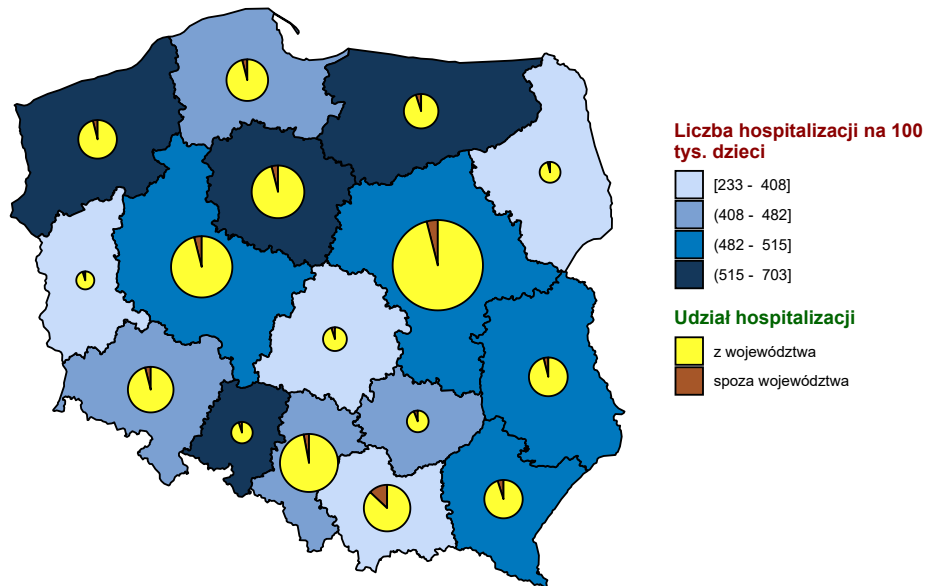 Liczba hospitalizacji na 100
tys. dzieci
[233 - 408]
(408 - 482]
(482 - 515]
(515 - 703]
Udział hospitalizacji
z województwa
spoza województwa